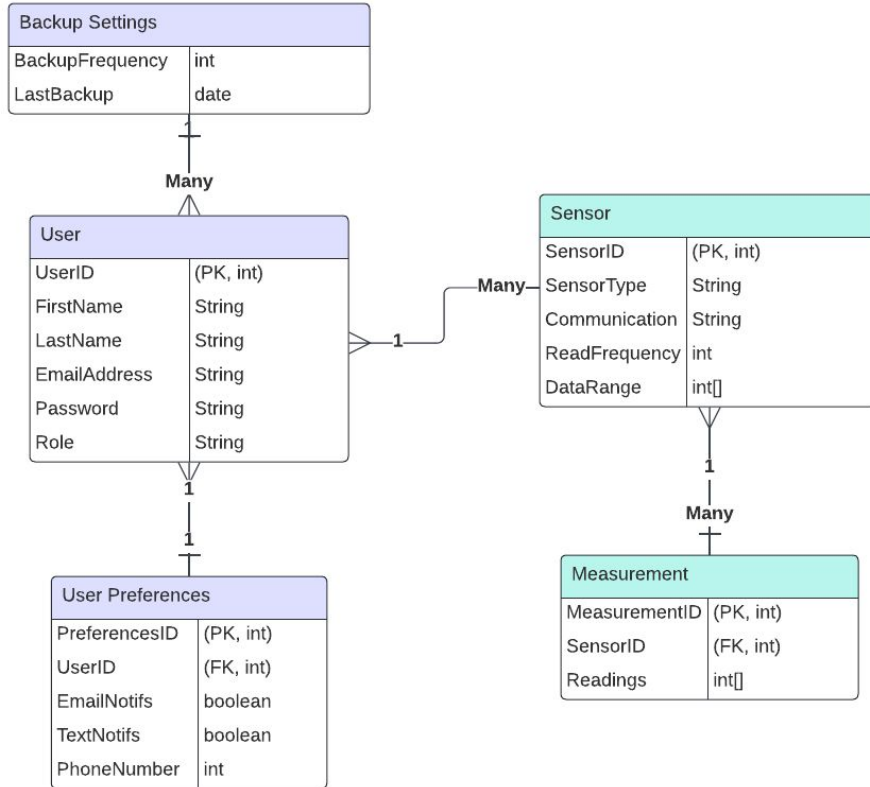 Backup Settings
BackupFrequency int
LastBackup date
1
Many
User
UserID (PK, int)
FirstName String
LastName String
EmailAddress String
Password String
Role String
1
Many
Sensor
SensorID (PK, int)
SensorType String
Communication String
ReadFrequency int
DataRange int[]
1
Many
Measurement
MeasurementID (PK, int)
SensorID (FK, int)
Readings int[]
1
1
User Preferences
PreferencesID (PK, int)
UserID (FK, int)
EmailNotifs boolean
TextNotifs boolean
PhoneNumber int